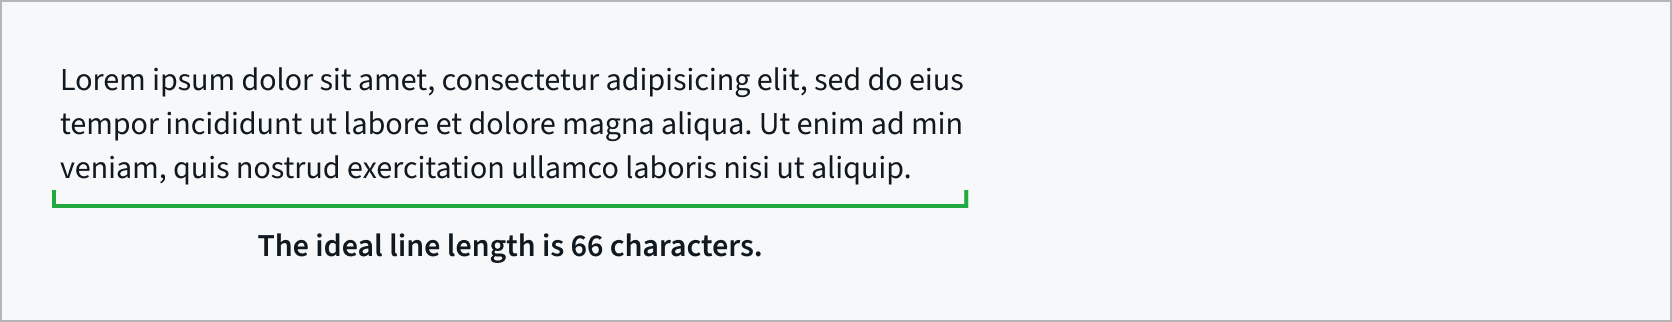 Lorem ipsum dolor sit amet, consectetur adipisicing elit, sed do eius
tempor incididunt ut labore et dolore magna aliqua. Ut enim ad min
veniam, quis nostrud exercitation ullamco laboris nisi ut aliquip.
The ideal line length is 66 characters.